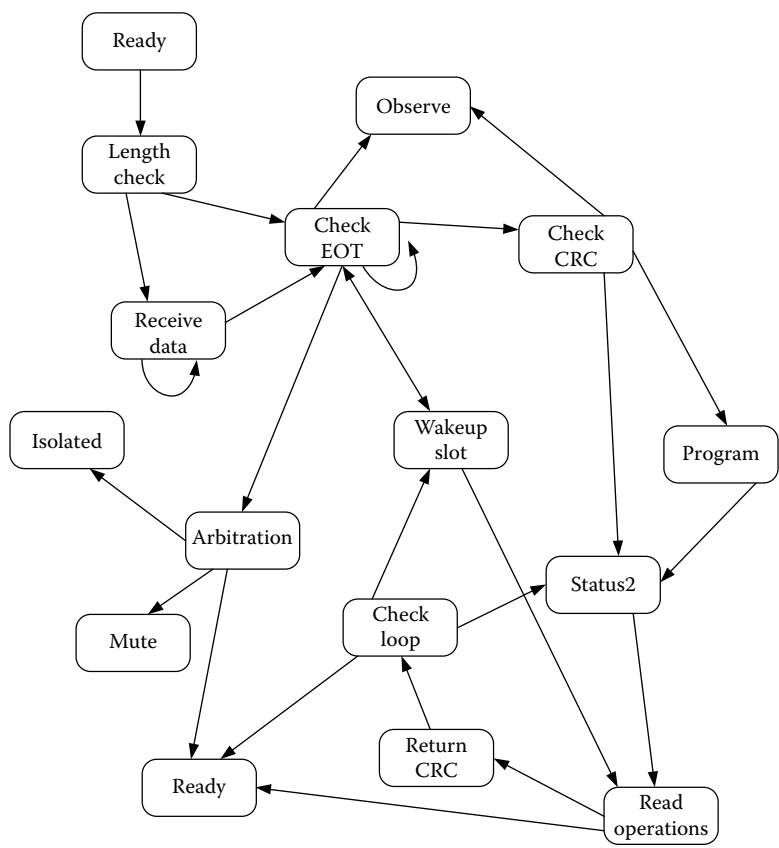 Ready
Observe
Length
check
Check
EOT
Check
CRC
Receive
data
Isolated
Wakeup
slot
Program
Arbitration
Status2
Mute
Check
loop
Ready
Return
CRC
Read
operations